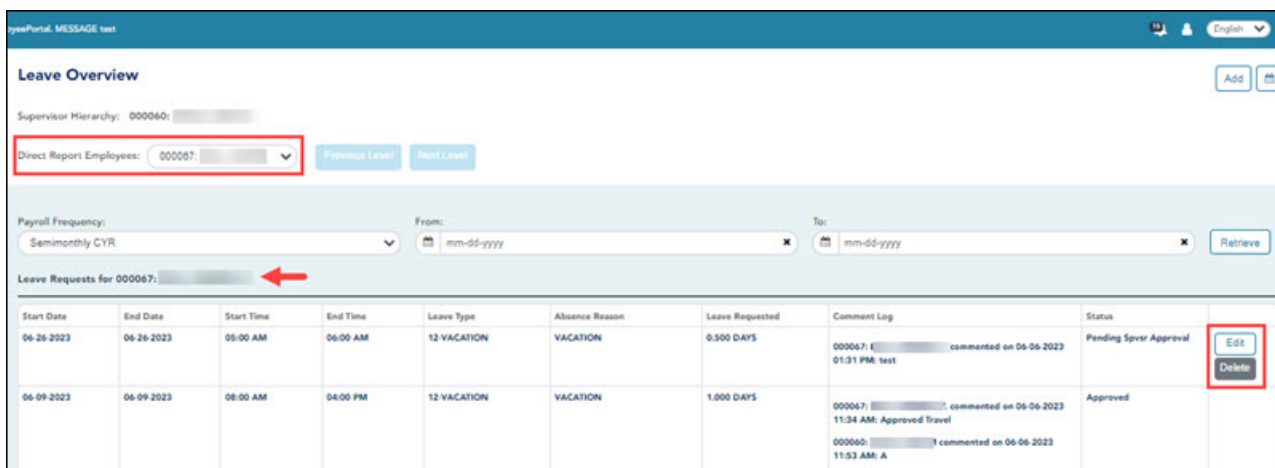 oyeePortal. MESSAGE test
15
English
Leave Overview
Add
Supervisor Hierarchy: 000060:
Direct Report Employees: 000067:
Previous Level
Next Level
Payroll Frequency:
From:
To:
Semimonthly CYR
mm-dd-yyyy
mm-dd-yyyy
Retrieve
Leave Requests for 000067:
Start Date End Date Start Time End Time Leave Type Absence Reason Leave Requested Comment Log Status
06-26-2023 06-26-2023 05:00 AM 06:00 AM 12-VACATION VACATION 0.500 DAYS Pending Spvsr Approval
Edit
000067: commented on 06-06-2023
01:31 PM: test
Delete
06-09-2023 06-09-2023 08:00 AM 04:00 PM 12-VACATION VACATION 1.000 DAYS Approved
000067: commented on 06-06-2023
11:34 AM: Approved Travel
000060: commented on 06-06-2023
11:53 AM: A